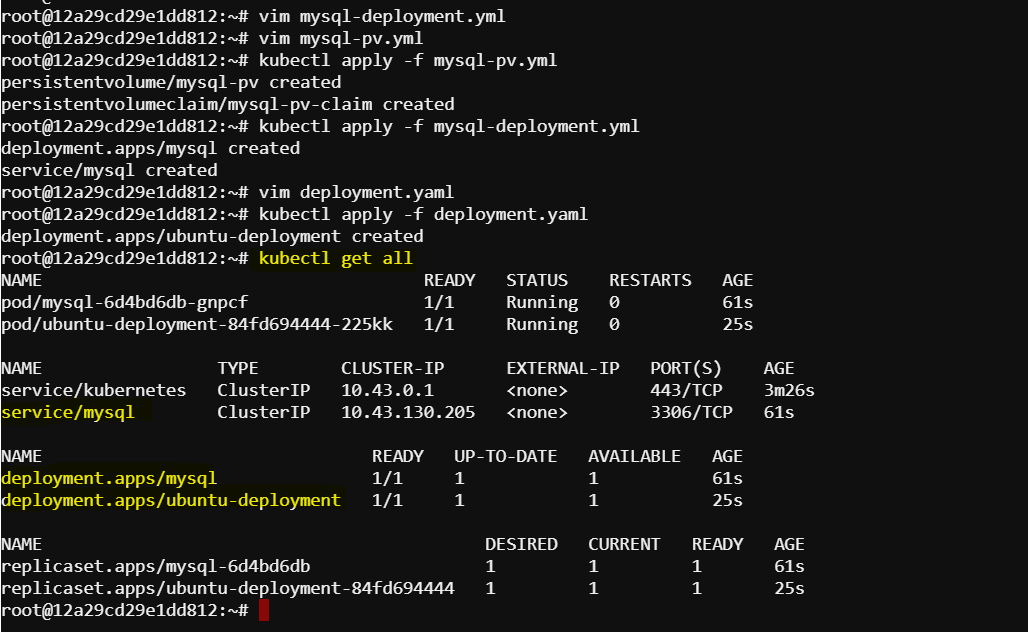 root@12a29cd29e1dd812:~# vim mysql-deployment.yml
root@12a29cd29e1dd812:~# vim mysql-pv.yml
root@12a29cd29e1dd812:~# kubectl apply -f mysql-pv.yml
persistentvolume/mysql-pv created
persistentvolumeclaim/mysql-pv-claim created
root@12a29cd29e1dd812:~# kubectl apply -f mysql-deployment.yml
deployment.apps/mysql created
service/mysql created
root@12a29cd29e1dd812:~# vim deployment.yaml
root@12a29cd29e1dd812:~# kubectl apply -f deployment.yaml
deployment.apps/ubuntu-deployment created
root@12a29cd29e1dd812:~# kubectl get all
NAME READY STATUS RESTARTS AGE
pod/mysql-6d4bd6db-gnpcf 1/1 Running 0 61s
pod/ubuntu-deployment-84fd694444-225kk 1/1 Running 0 25s
NAME TYPE CLUSTER-IP EXTERNAL-IP PORT(S) AGE
service/kubernetes ClusterIP 10.43.0.1 <none> 443/TCP 3m26s
service/mysql ClusterIP 10.43.130.205 <none> 3306/TCP 61s
NAME READY UP-TO-DATE AVAILABLE AGE
deployment.apps/mysql 1/1 1 1 61s
deployment.apps/ubuntu-deployment 1/1 1 1 25s
NAME DESIRED CURRENT READY AGE
replicaset.apps/mysql-6d4bd6db 1 1 1 61s
replicaset.apps/ubuntu-deployment-84fd694444 1 1 1 25s
root@12a29cd29e1dd812:~#